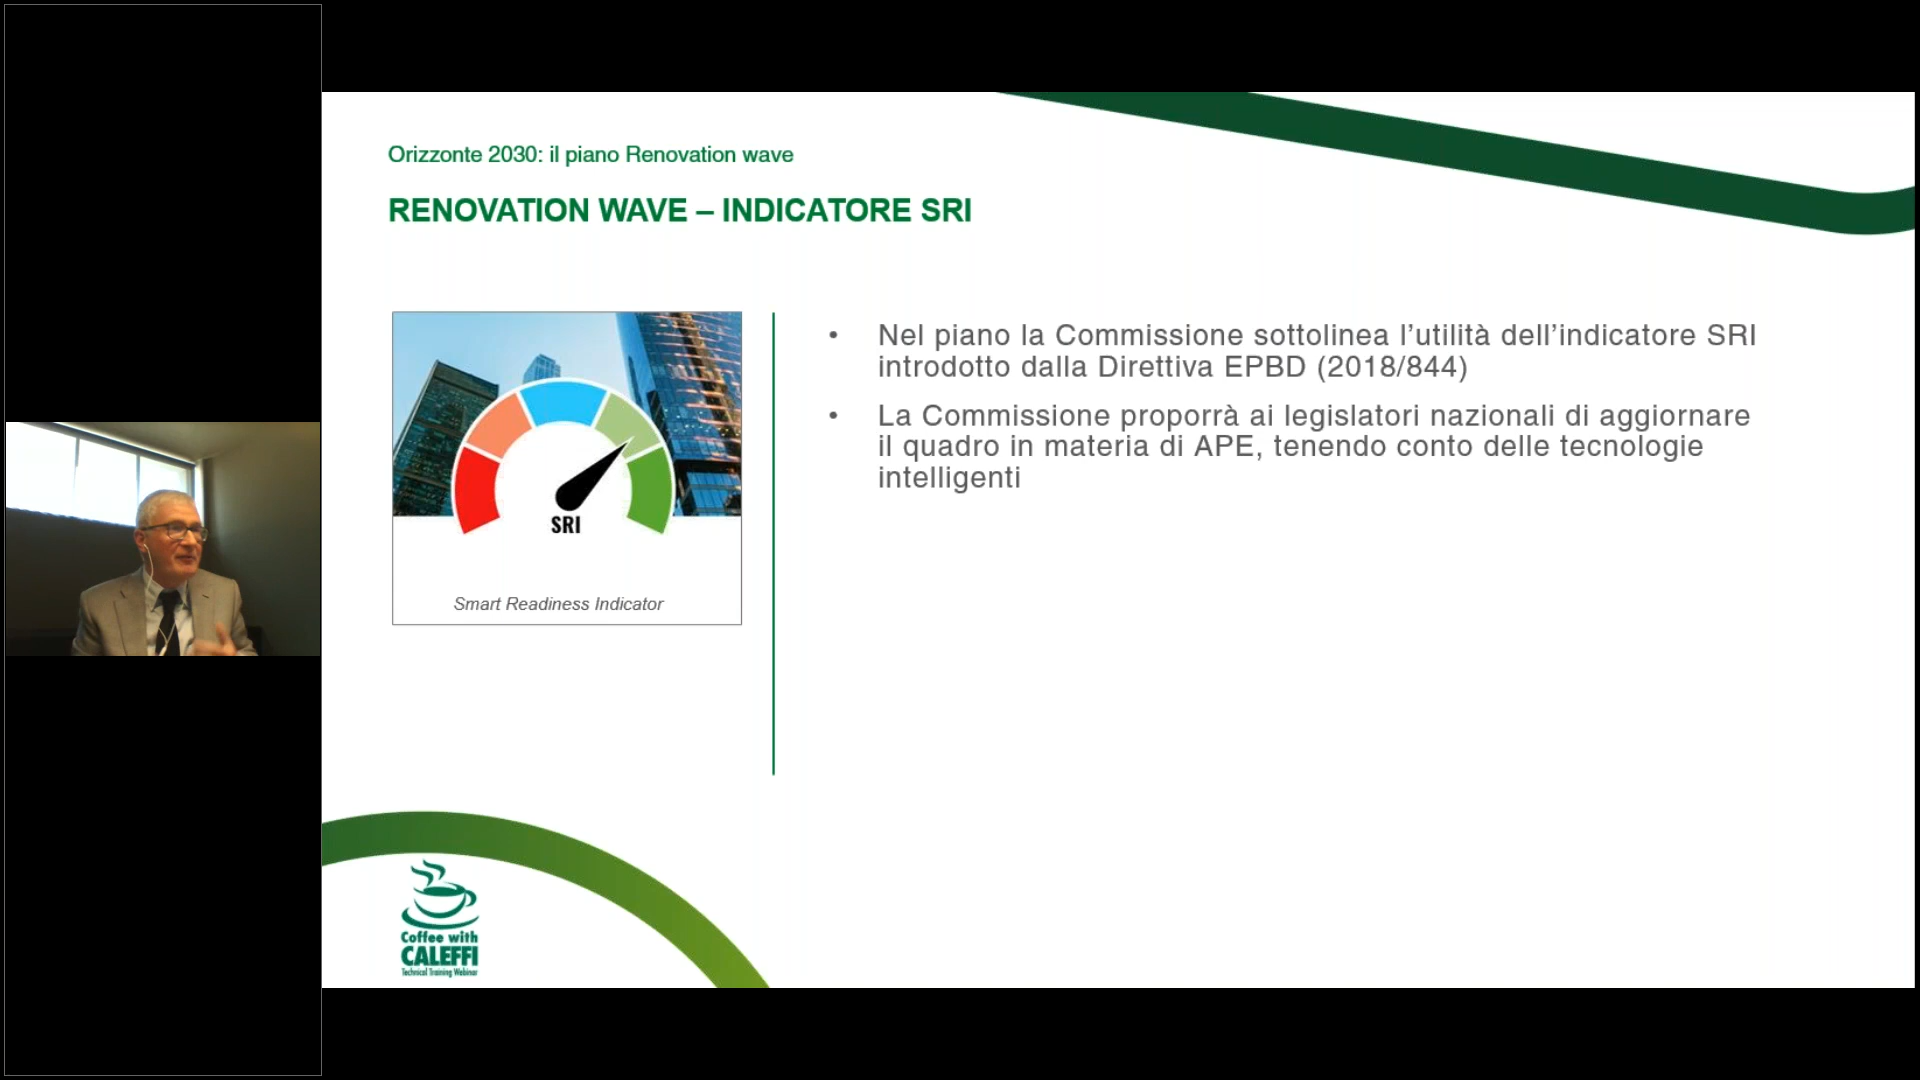 Orizzonte 2030: il piano Renovation wave
RENOVATION WAVE – INDICATORE SRI
SRI
Smart Readiness Indicator
• Nel piano la Commissione sottolinea l’utilità dell’indicatore SRI
introdotto dalla Direttiva EPBD (2018/844)
• La Commissione proporrà ai legislatori nazionali di aggiornare
il quadro in materia di APE, tenendo conto delle tecnologie
intelligenti
Coffee with
CALEFFI
Technical Training Webinar